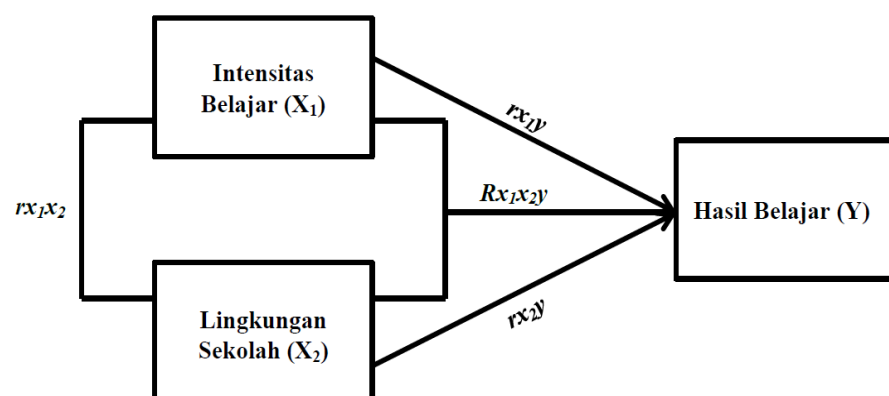 Intensitas
Belajar (X₁)
rx₁y
rx₁x₂
Rx₁x₂y
Hasil Belajar (Y)
rx₂y
Lingkungan
Sekolah (X₂)